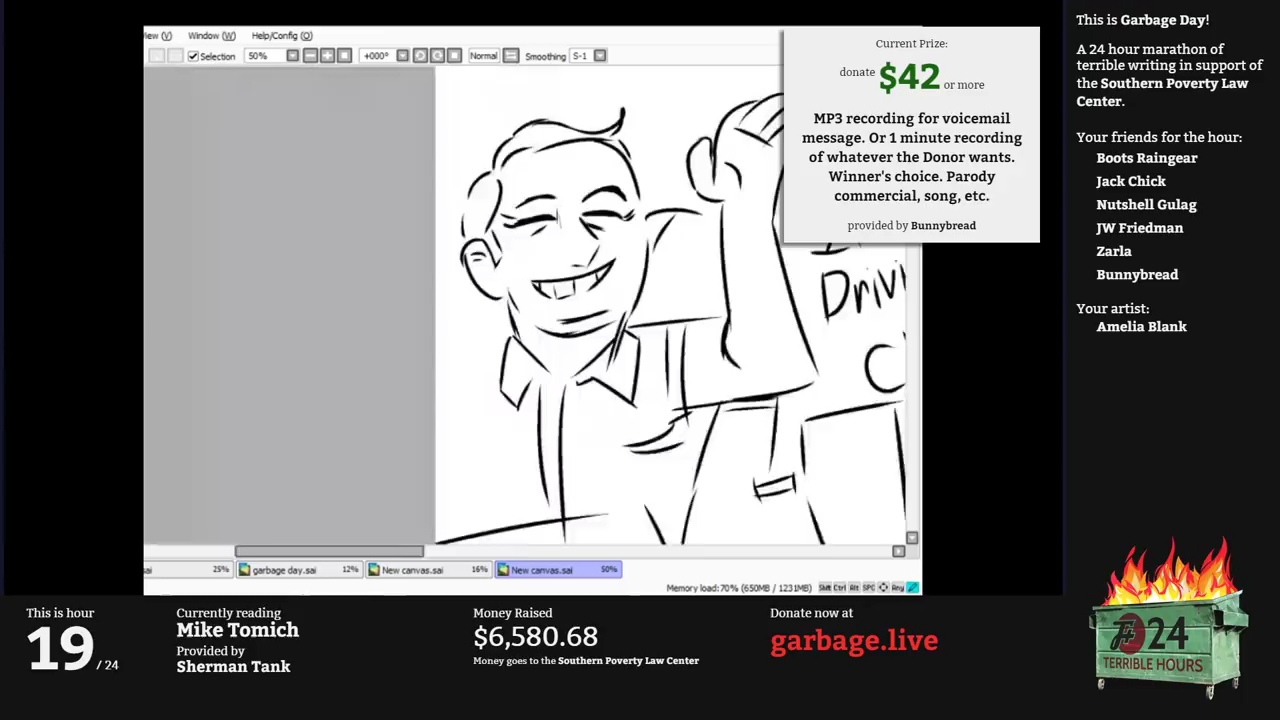 View (V) Window (W) Help/Config (O)
Selection 50% +000° Normal Smoothing S-1
Current Prize:
donate $42 or more
MP3 recording for voicemail
message. Or 1 minute recording
of whatever the Donor wants.
Winner's choice. Parody
commercial, song, etc.
provided by Bunnybread
Drivi
C
sai 25% garbage day.sai 12% New canvas.sai 16% New canvas.sai 50%
Memory load:70% (650MB / 1231MB) Shift Ctrl Alt SPC Any
This is Garbage Day!
A 24 hour marathon of
terrible writing in support of
the Southern Poverty Law
Center.
Your friends for the hour:
Boots Raingear
Jack Chick
Nutshell Gulag
JW Friedman
Zarla
Bunnybread
Your artist:
Amelia Blank
This is hour
19 / 24
Currently reading
Mike Tomich
Provided by
Sherman Tank
Money Raised
$6,580.68
Money goes to the Southern Poverty Law Center
Donate now at
garbage.live
24
TERRIBLE HOURS